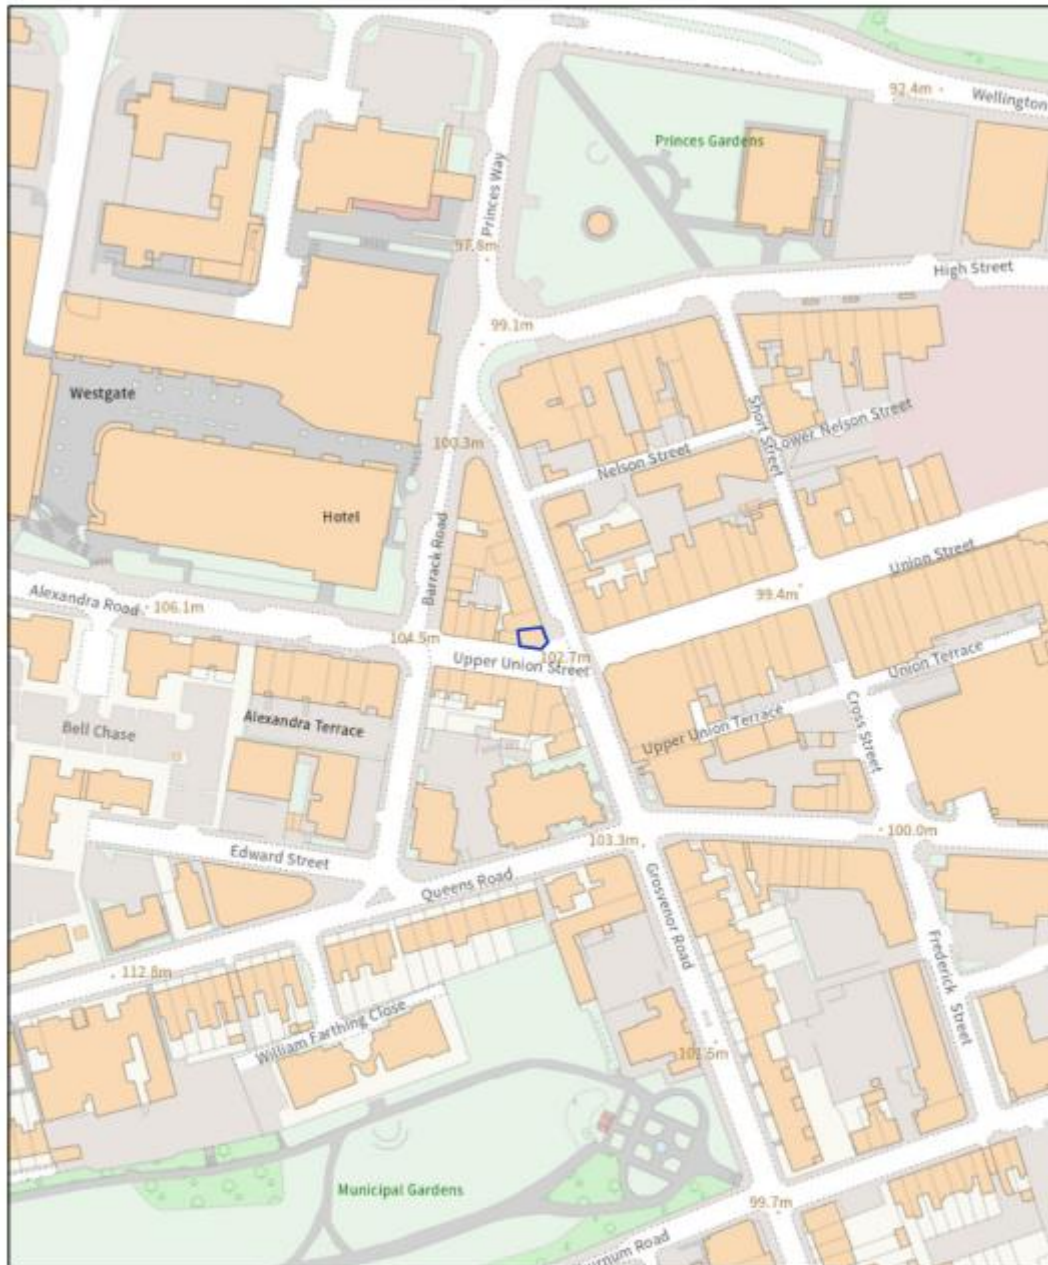 92.4m
Wellington
Princes Gardens
Princes Way
97.8m
High Street
99.1m
Westgate
Short Street
Lower Nelson Street
100.3m
Nelson Street
Hotel
Barrack Road
Union Street
99.4m
Alexandra Road
106.1m
104.5m
102.7m
Upper Union Street
Union Terrace
Upper Union Terrace
Cross Street
Alexandra Terrace
Bell Chase
100.0m
103.3m
Edward Street
Queens Road
Grosvenor Road
Frederick Street
112.8m
William Farthing Close
101.5m
Municipal Gardens
99.7m
Road